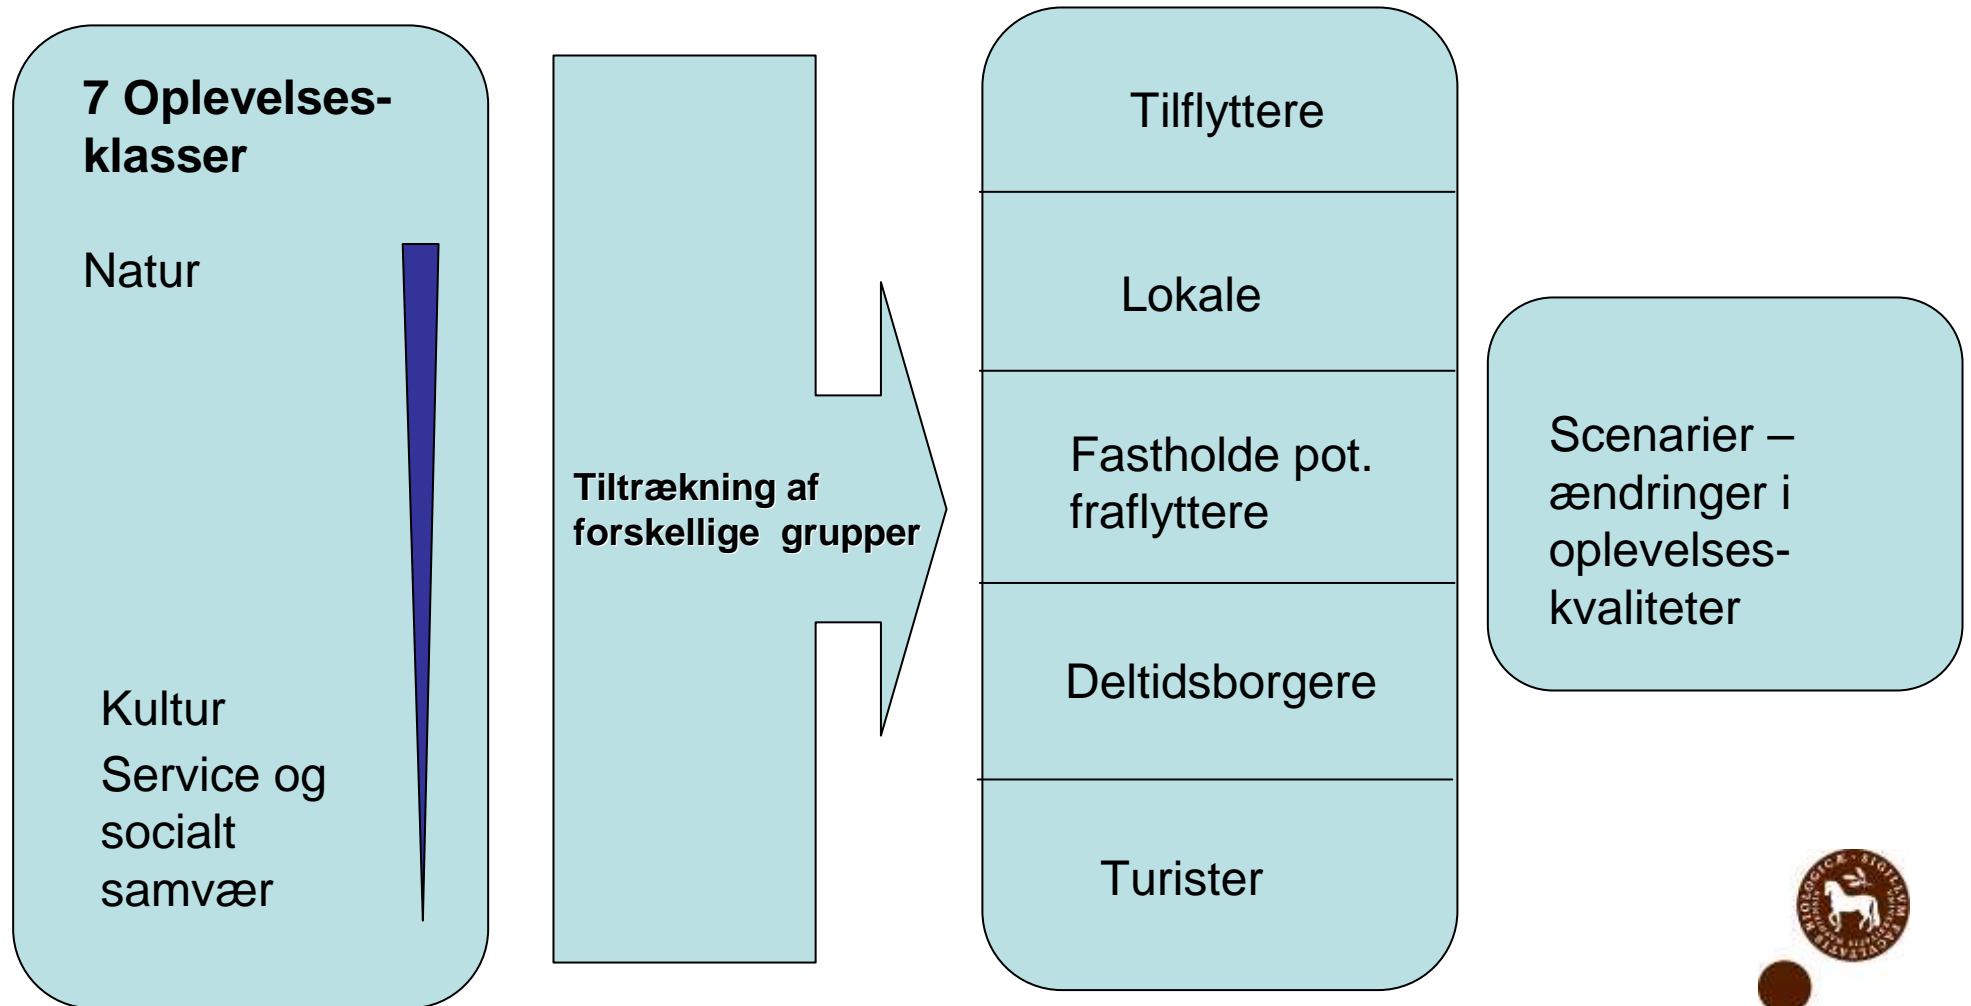 7 Oplevelses-
klasser
Natur
Kultur
Service og
socialt
samvær
Tiltrækning af
forskellige grupper
Tilflyttere
Lokale
Fastholde pot.
fraflyttere
Deltidsborgere
Turister
Scenarier –
ændringer i
oplevelses-
kvaliteter